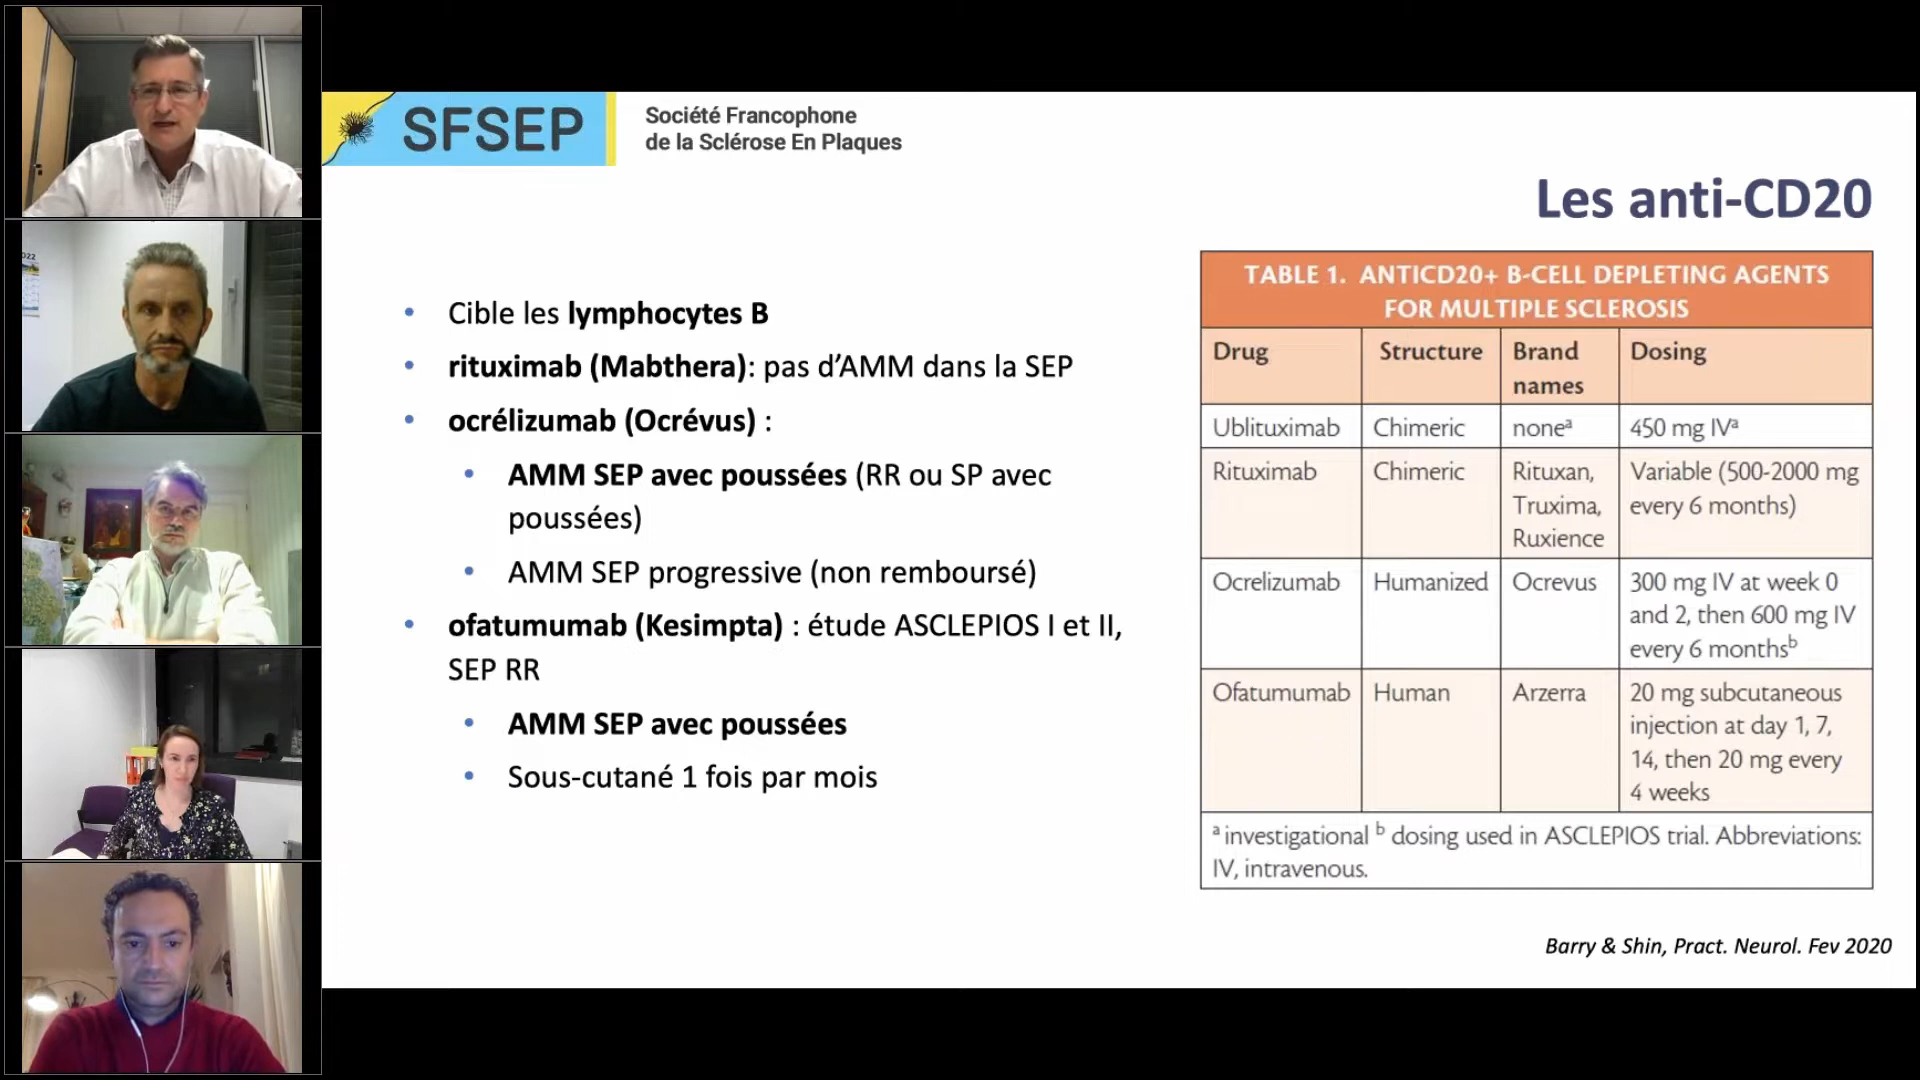 SFSEP
Société Francophone
de la Sclérose En Plaques
Les anti-CD20
• Cible les lymphocytes B
• rituximab (Mabthera): pas d’AMM dans la SEP
• ocrélizumab (Ocrévus) :
• AMM SEP avec poussées (RR ou SP avec
poussées)
• AMM SEP progressive (non remboursé)
• ofatumumab (Kesimpta) : étude ASCLEPIOS I et II,
SEP RR
• AMM SEP avec poussées
• Sous-cutané 1 fois par mois
TABLE 1. ANTICD20+ B-CELL DEPLETING AGENTS
FOR MULTIPLE SCLEROSIS
Drug Structure Brand names Dosing
Ublituximab Chimeric noneᵃ 450 mg IVᵃ
Rituximab Chimeric Rituxan, Variable (500-2000 mg
Truxima, every 6 months)
Ruxience
Ocrelizumab Humanized Ocrevus 300 mg IV at week 0
and 2, then 600 mg IV
every 6 monthsᵇ
Ofatumumab Human Arzerra 20 mg subcutaneous
injection at day 1, 7,
14, then 20 mg every
4 weeks
ᵃ investigational ᵇ dosing used in ASCLEPIOS trial. Abbreviations:
IV, intravenous.
Barry & Shin, Pract. Neurol. Fev 2020
22